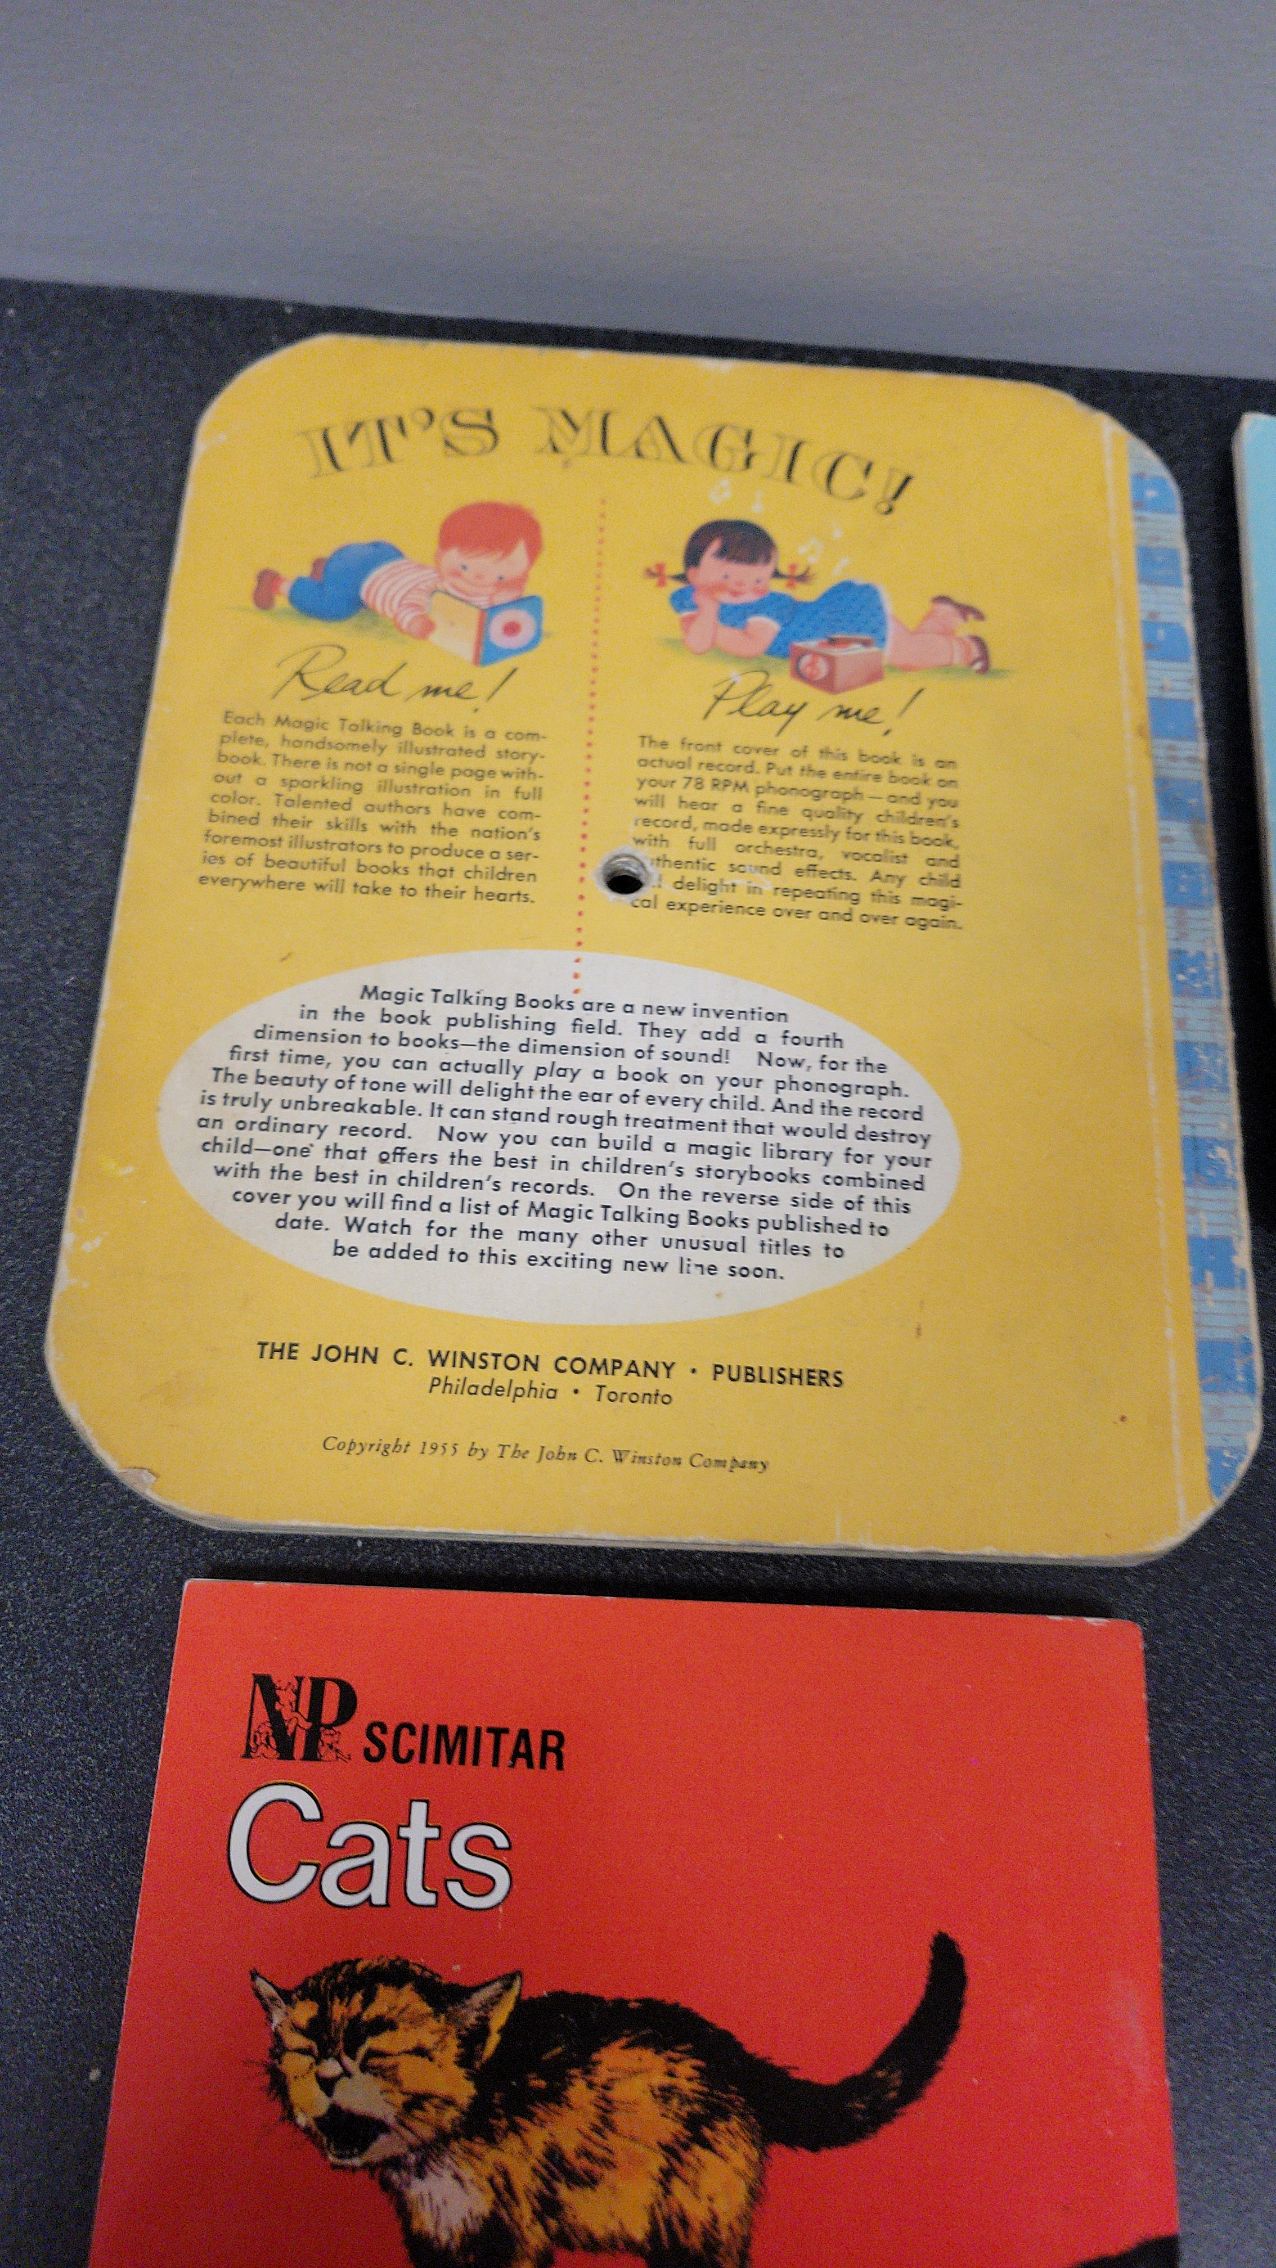 IT'S MAGIC!
Read me!
Each Magic Talking Book is a com-
plete, handsomely illustrated story-
book. There is not a single page with-
out a sparkling illustration in full
color. Talented authors have com-
bined their skills with the nation's
foremost illustrators to produce a ser-
ies of beautiful books that children
everywhere will take to their hearts.
Play me!
The front cover of this book is an
actual record. Put the entire book on
your 78 RPM phonograph—and you
will hear a fine quality children's
record, made expressly for this book,
with full orchestra, vocalist and
uthentic sound effects. Any child
delight in repeating this magi-
cal experience over and over again.
Magic Talking Books are a new invention
in the book publishing field. They add a fourth
dimension to books—the dimension of sound! Now, for the
first time, you can actually play a book on your phonograph.
The beauty of tone will delight the ear of every child. And the record
is truly unbreakable. It can stand rough treatment that would destroy
an ordinary record. Now you can build a magic library for your
child—one that offers the best in children's storybooks combined
with the best in children's records. On the reverse side of this
cover you will find a list of Magic Talking Books published to
date. Watch for the many other unusual titles to
be added to this exciting new line soon.
THE JOHN C. WINSTON COMPANY • PUBLISHERS
Philadelphia • Toronto
Copyright 1955 by The John C. Winston Company
NP SCIMITAR
Cats